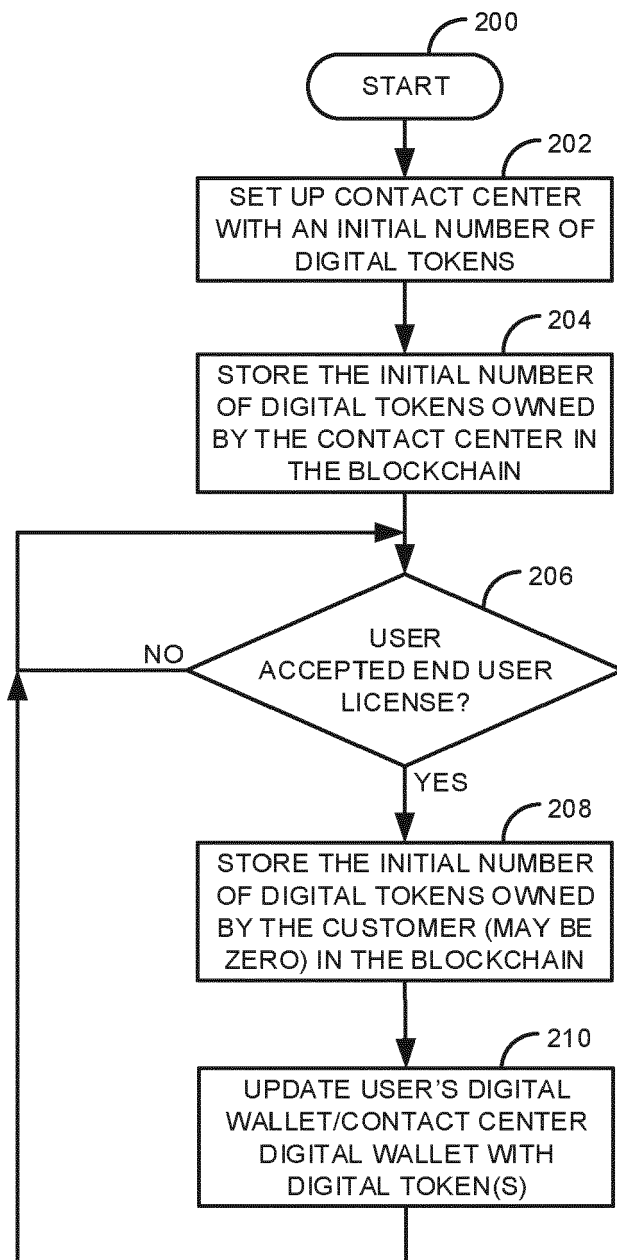 200
START
202
SET UP CONTACT CENTER
WITH AN INITIAL NUMBER OF
DIGITAL TOKENS
204
STORE THE INITIAL NUMBER
OF DIGITAL TOKENS OWNED
BY THE CONTACT CENTER IN
THE BLOCKCHAIN
206
USER
ACCEPTED END USER
LICENSE?
NO
YES
208
STORE THE INITIAL NUMBER
OF DIGITAL TOKENS OWNED
BY THE CUSTOMER (MAY BE
ZERO) IN THE BLOCKCHAIN
210
UPDATE USER'S DIGITAL
WALLET/CONTACT CENTER
DIGITAL WALLET WITH
DIGITAL TOKEN(S)